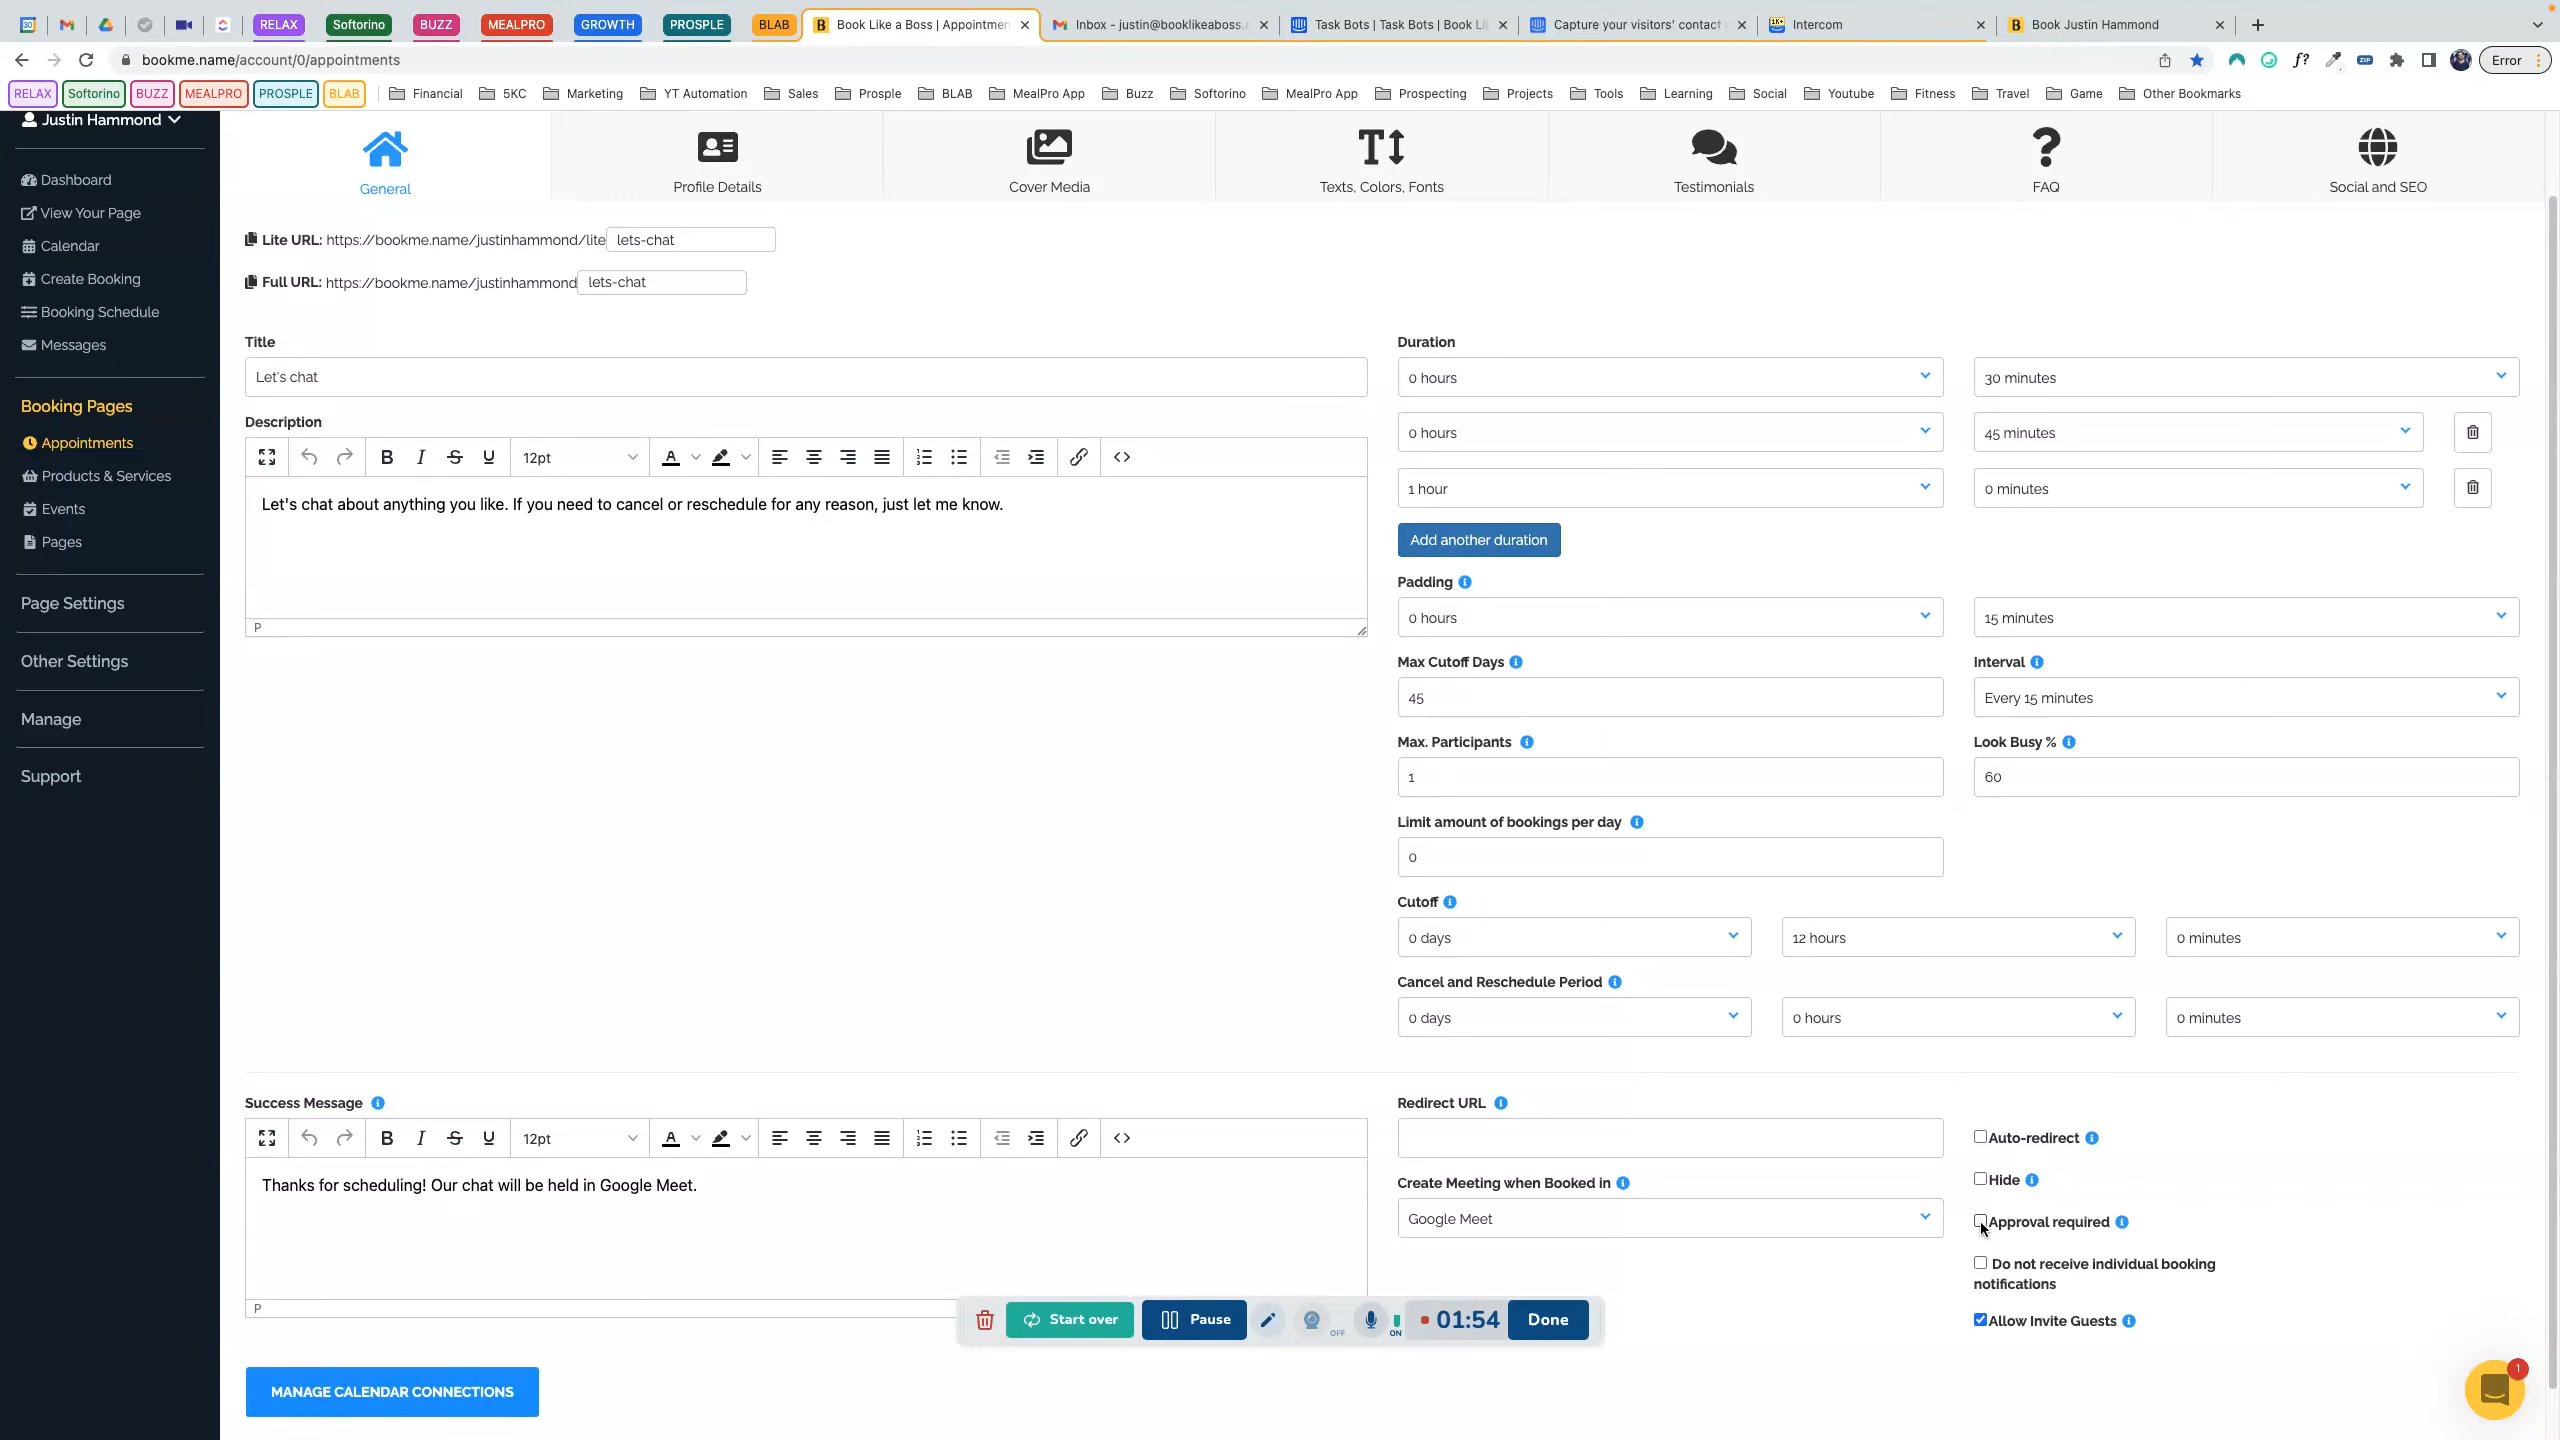 RELAX Softorino BUZZ MEALPRO GROWTH PROSPLE BLAB Book Like a Boss | Appointmen Inbox - justin@booklikeaboss. Task Bots | Task Bots | Book Li Capture your visitors' contact Intercom Book Justin Hammond
bookme.name/account/0/appointments Error
RELAX Softorino BUZZ MEALPRO PROSPLE BLAB Financial 5KC Marketing YT Automation Sales Prosple BLAB MealPro App Buzz Softorino MealPro App Prospecting Projects Tools Learning Social Youtube Fitness Travel Game Other Bookmarks
Justin Hammond
Dashboard
View Your Page
Calendar
Create Booking
Booking Schedule
Messages
Booking Pages
Appointments
Products & Services
Events
Pages
Page Settings
Other Settings
Manage
Support
General Profile Details Cover Media Texts, Colors, Fonts Testimonials FAQ Social and SEO
Lite URL: https://bookme.name/justinhammond/lite lets-chat
Full URL: https://bookme.name/justinhammond lets-chat
Title
Let's chat
Description
12pt
Let's chat about anything you like. If you need to cancel or reschedule for any reason, just let me know.
P
Duration
0 hours 30 minutes
0 hours 45 minutes
1 hour 0 minutes
Add another duration
Padding
0 hours 15 minutes
Max Cutoff Days Interval
45 Every 15 minutes
Max. Participants Look Busy %
1 60
Limit amount of bookings per day
0
Cutoff
0 days 12 hours 0 minutes
Cancel and Reschedule Period
0 days 0 hours 0 minutes
Success Message
12pt
Thanks for scheduling! Our chat will be held in Google Meet.
P
Redirect URL
Create Meeting when Booked in
Google Meet
Auto-redirect
Hide
Approval required
Do not receive individual booking
notifications
Allow Invite Guests
Start over Pause OFF ON 01:54 Done
MANAGE CALENDAR CONNECTIONS
1